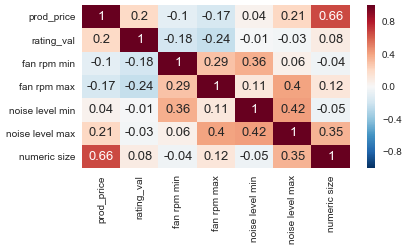 prod_price 1 0.2 -0.1 -0.17 0.04 0.21 0.66
rating_val 0.2 1 -0.18 -0.24 -0.01 -0.03 0.08
fan rpm min -0.1 -0.18 1 0.29 0.36 0.06 -0.04
fan rpm max -0.17 -0.24 0.29 1 0.11 0.4 0.12
noise level min 0.04 -0.01 0.36 0.11 1 0.42 -0.05
noise level max 0.21 -0.03 0.06 0.4 0.42 1 0.35
numeric size 0.66 0.08 -0.04 0.12 -0.05 0.35 1
prod_price
rating_val
fan rpm min
fan rpm max
noise level min
noise level max
numeric size
0.8
0.4
0.0
−0.4
−0.8